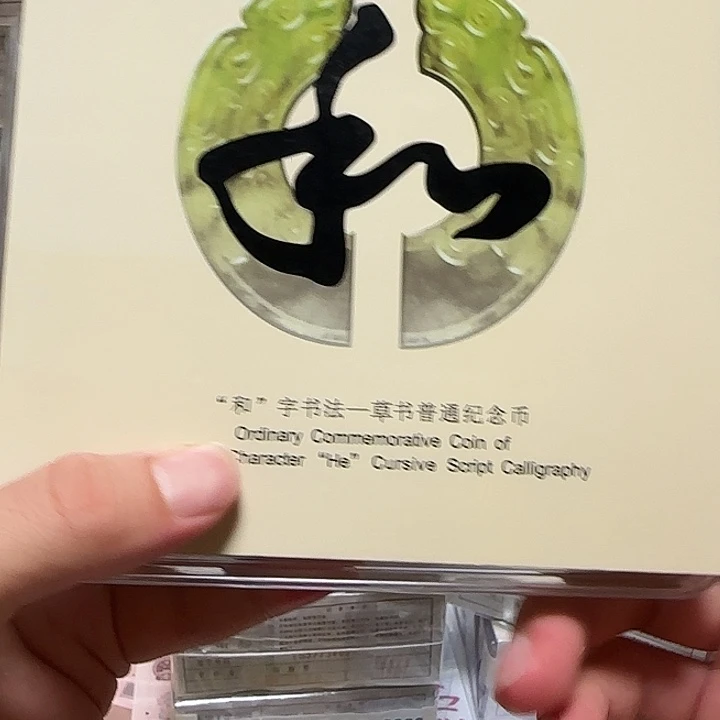 和
“和”字书法—草书普通纪念币
Ordinary Commemorative Coin of
Character “He” Cursive Script Calligraphy